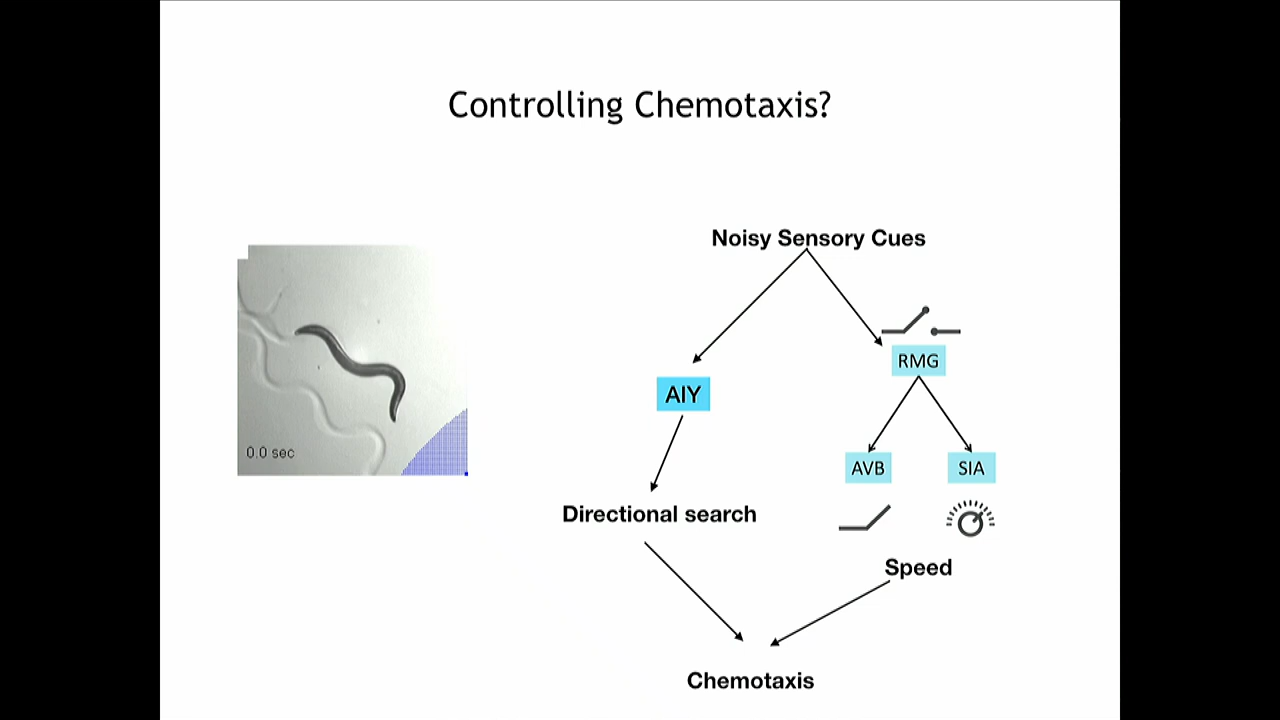 Controlling Chemotaxis?
Noisy Sensory Cues
RMG
AIY
0.0 sec
AVB
SIA
Directional search
Speed
Chemotaxis